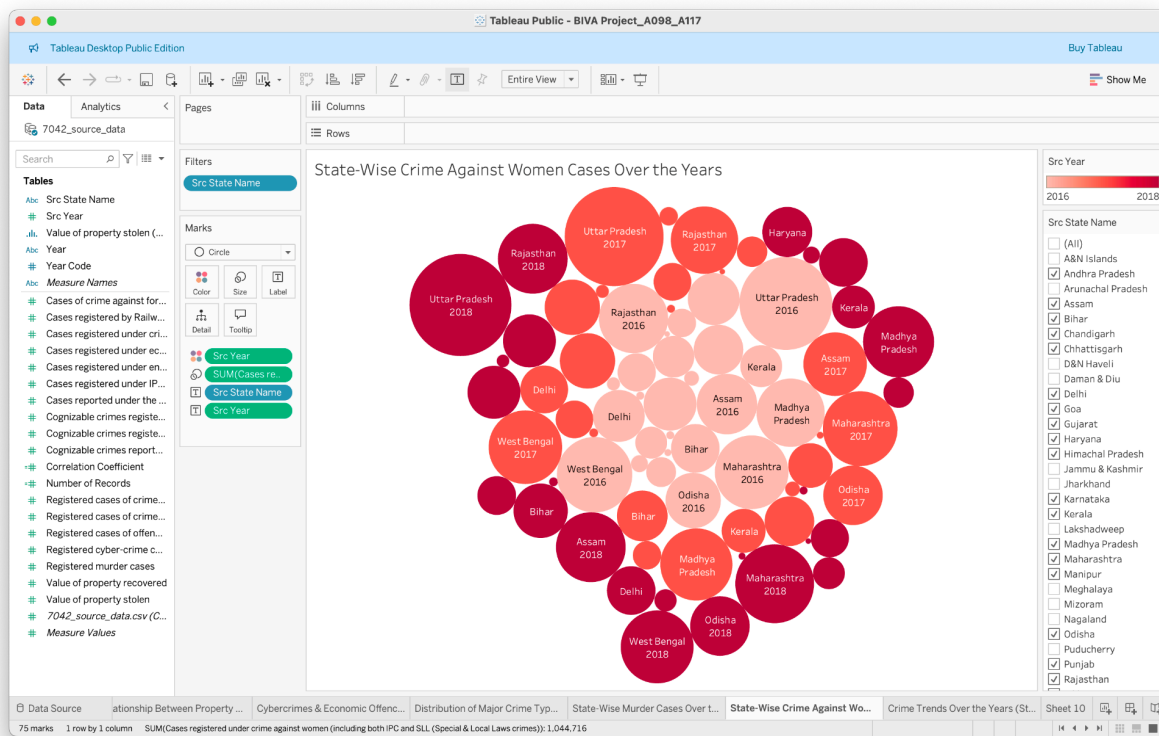 Tableau Public - BIVA Project_A098_A117
Tableau Desktop Public Edition
Buy Tableau
Entire View
Show Me
Data
Analytics
7042_source_data
Search
Tables
Abc Src State Name
# Src Year
Value of property stolen (...
Abc Year
# Year Code
Abc Measure Names
# Cases of crime against for...
# Cases registered by Railw...
# Cases registered under cri...
# Cases registered under ec...
# Cases registered under en...
# Cases registered under IP...
# Cases reported under the ...
# Cognizable crimes registe...
# Cognizable crimes registe...
# Cognizable crimes report...
=# Correlation Coefficient
=# Number of Records
# Registered cases of crime...
# Registered cases of crime...
# Registered cases of offen...
# Registered cyber-crime c...
# Registered murder cases
# Value of property recovered
# Value of property stolen
# 7042_source_data.csv (C...
# Measure Values
Pages
Filters
Src State Name
Marks
Circle
Color
Size
Label
Detail
Tooltip
Src Year
SUM(Cases re..
Src State Name
Src Year
Columns
Rows
State-Wise Crime Against Women Cases Over the Years
Uttar Pradesh
2017
Rajasthan
2017
Haryana
Rajasthan
2018
Uttar Pradesh
2018
Rajasthan
2016
Uttar Pradesh
2016
Kerala
Madhya
Pradesh
Assam
2017
Kerala
Delhi
Delhi
Assam
2016
Madhya
Pradesh
Maharashtra
2017
West Bengal
2017
West Bengal
2016
Bihar
Maharashtra
2016
Odisha
2016
Odisha
2017
Bihar
Bihar
Kerala
Assam
2018
Madhya
Pradesh
Maharashtra
2018
Delhi
Odisha
2018
West Bengal
2018
Src Year
2016
2018
Src State Name
(All)
A&N Islands
Andhra Pradesh
Arunachal Pradesh
Assam
Bihar
Chandigarh
Chhattisgarh
D&N Haveli
Daman & Diu
Delhi
Goa
Gujarat
Haryana
Himachal Pradesh
Jammu & Kashmir
Jharkhand
Karnataka
Kerala
Lakshadweep
Madhya Pradesh
Maharashtra
Manipur
Meghalaya
Mizoram
Nagaland
Odisha
Puducherry
Punjab
Rajasthan
Data Source
ationship Between Property ...
Cybercrimes & Economic Offenc...
Distribution of Major Crime Typ...
State-Wise Murder Cases Over t...
State-Wise Crime Against Wo...
Crime Trends Over the Years (St...
Sheet 10
75 marks
1 row by 1 column
SUM(Cases registered under crime against women (including both IPC and SLL (Special & Local Laws crimes)): 1,044,716